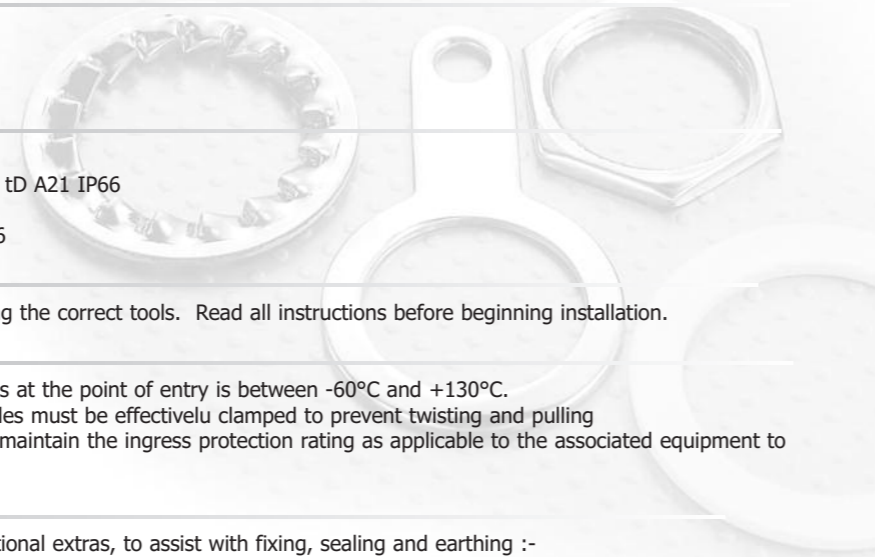 tD A21 IP66
6
g the correct tools. Read all instructions before beginning installation.
s at the point of entry is between -60°C and +130°C.
les must be effectivelu clamped to prevent twisting and pulling
maintain the ingress protection rating as applicable to the associated equipment to
tional extras, to assist with fixing, sealing and earthing :-